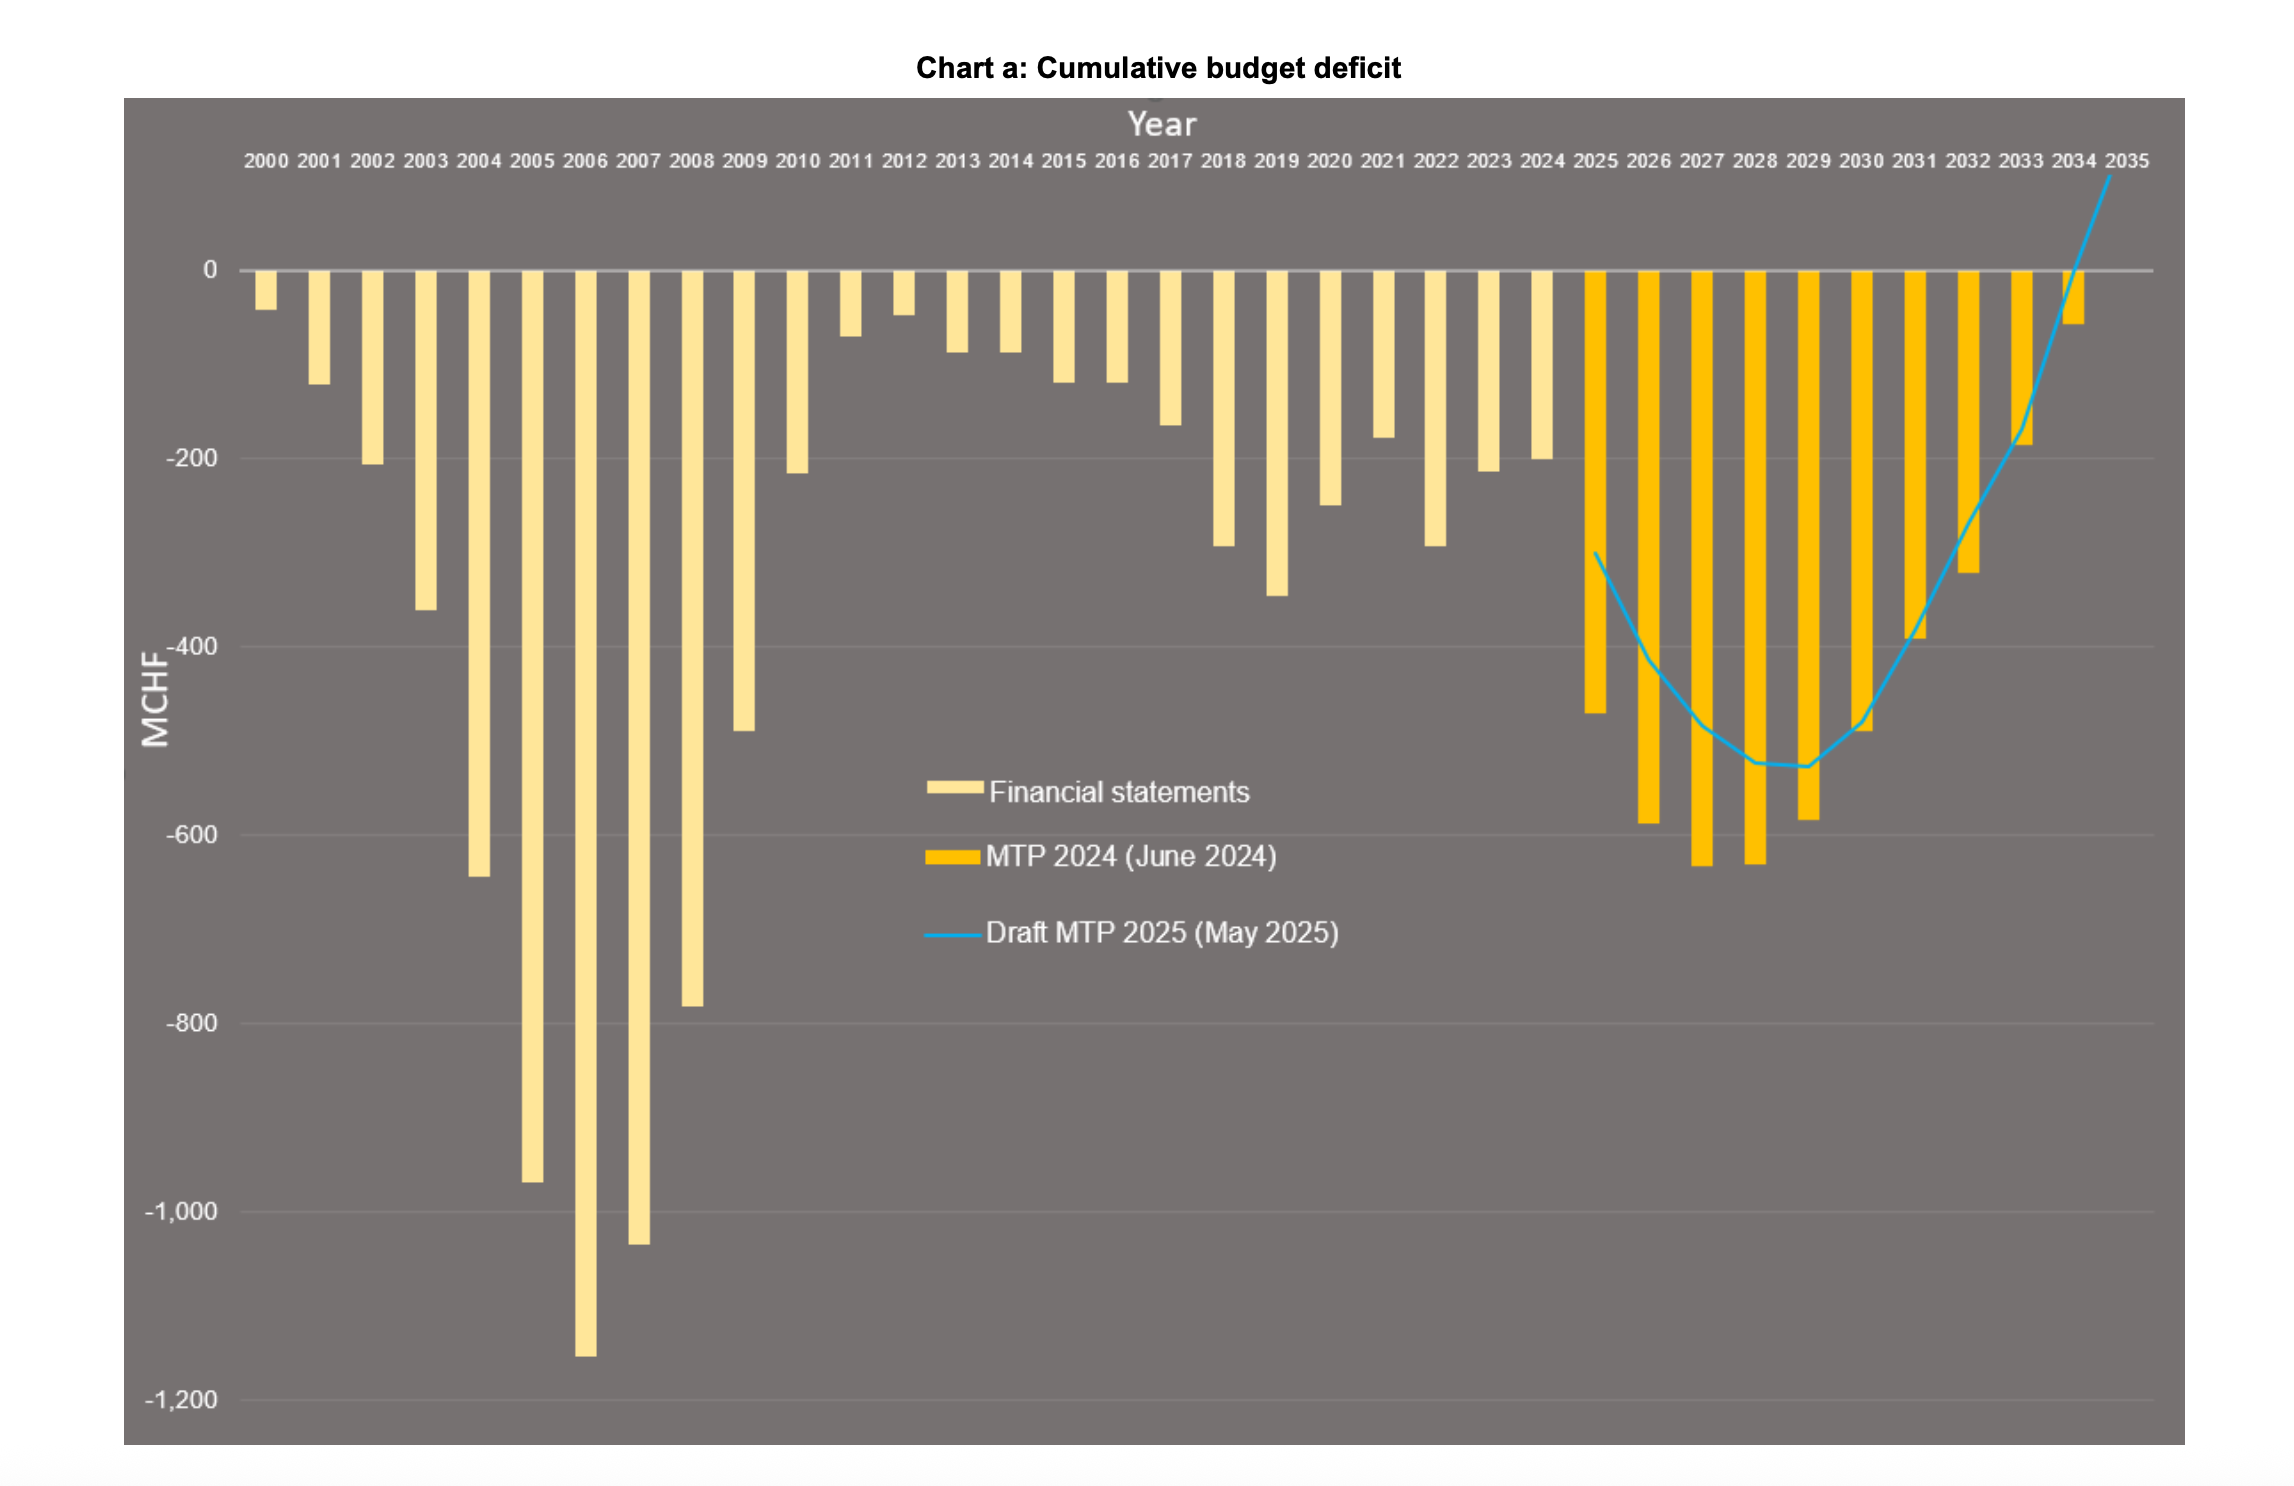 Chart a: Cumulative budget deficit
Year
2000 2001 2002 2003 2004 2005 2006 2007 2008 2009 2010 2011 2012 2013 2014 2015 2016 2017 2018 2019 2020 2021 2022 2023 2024 2025 2026 2027 2028 2029 2030 2031 2032 2033 2034 2035
0
-200
-400
MCHF
-600
-800
-1,000
-1,200
Financial statements
MTP 2024 (June 2024)
Draft MTP 2025 (May 2025)